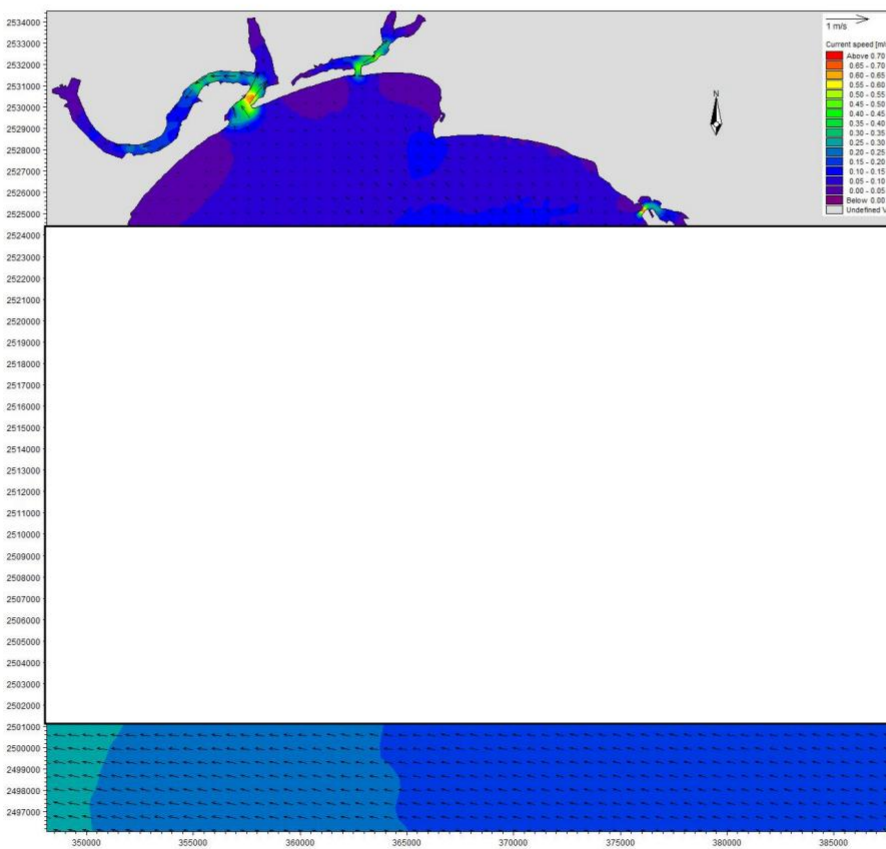 2534000
2533000
2532000
2531000
2530000
2529000
2528000
2527000
2526000
2525000
2524000
2523000
2522000
2521000
2520000
2519000
2518000
2517000
2516000
2515000
2514000
2513000
2512000
2511000
2510000
2509000
2508000
2507000
2506000
2505000
2504000
2503000
2502000
2501000
2500000
2499000
2498000
2497000
350000 355000 360000 365000 370000 375000 380000 385000
N
1 m/s
Current speed [m/
Above 0.70
0.65 - 0.70
0.60 - 0.65
0.55 - 0.60
0.50 - 0.55
0.45 - 0.50
0.40 - 0.45
0.35 - 0.40
0.30 - 0.35
0.25 - 0.30
0.20 - 0.25
0.15 - 0.20
0.10 - 0.15
0.05 - 0.10
0.00 - 0.05
Below 0.00
Undefined V